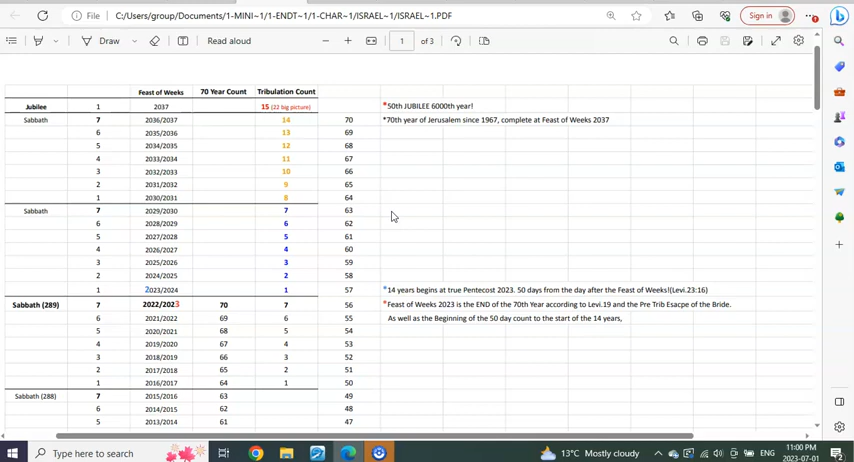 File C:/Users/group/Documents/1-MINI~1/1-ENDT~1/1-CHAR~1/ISRAEL~1/ISRAEL~1.PDF Sign in
Draw Read aloud 1 of 3
Feast of Weeks 70 Year Count Tribulation Count
Jubilee 1 2037 15 (22 big picture) *50th JUBILEE 6000th year!
Sabbath 7 2036/2037 14 70 *70th year of Jerusalem since 1967, complete at Feast of Weeks 2037
6 2035/2036 13 69
5 2034/2035 12 68
4 2033/2034 11 67
3 2032/2033 10 66
2 2031/2032 9 65
1 2030/2031 8 64
Sabbath 7 2029/2030 7 63
6 2028/2029 6 62
5 2027/2028 5 61
4 2026/2027 4 60
3 2025/2026 3 59
2 2024/2025 2 58
1 2023/2024 1 57 *14 years begins at true Pentecost 2023. 50 days from the day after the Feast of Weeks!(Levi.23:16)
Sabbath (289) 7 2022/2023 70 7 56 *Feast of Weeks 2023 is the END of the 70th Year according to Levi.19 and the Pre Trib Esacpe of the Bride.
6 2021/2022 69 6 55 As well as the Beginning of the 50 day count to the start of the 14 years,
5 2020/2021 68 5 54
4 2019/2020 67 4 53
3 2018/2019 66 3 52
2 2017/2018 65 2 51
1 2016/2017 64 1 50
Sabbath (288) 7 2015/2016 63 49
6 2014/2015 62 48
5 2013/2014 61 47
Type here to search 13°C Mostly cloudy ENG 11:00 PM
2023-07-01